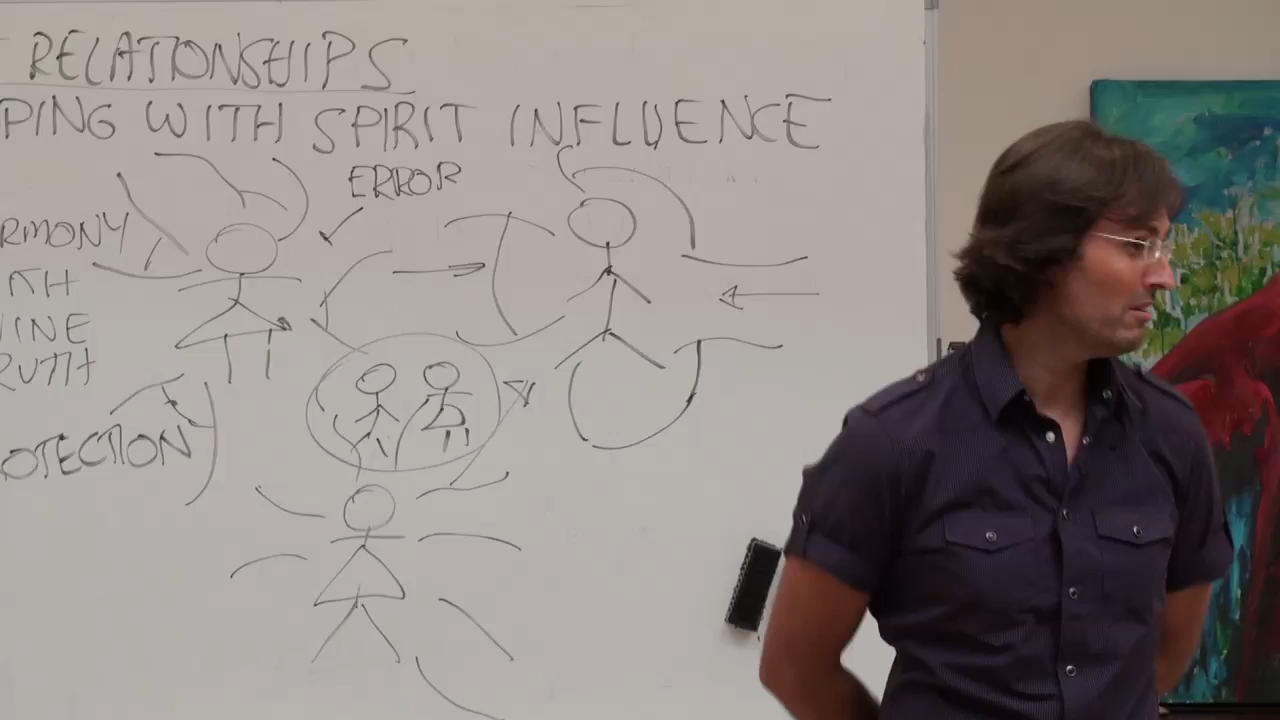 RELATIONSHIPS
PING WITH SPIRIT INFLUENCE
ERROR
RMONY
TH
INE
RUTH
OTECTION